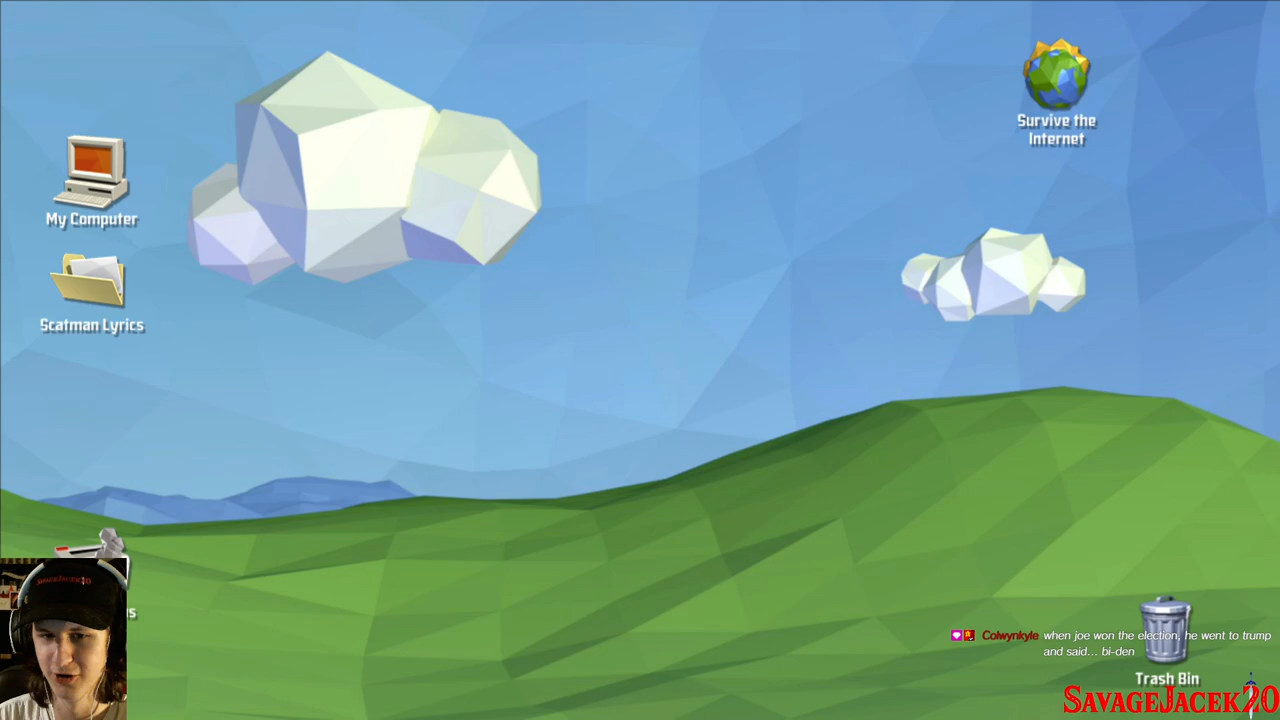 Survive the
Internet
My Computer
Scatman Lyrics
SavageJacek20
Colwynkyle when joe won the election, he went to trump
and said... bi-den
Trash Bin
SavageJacek20